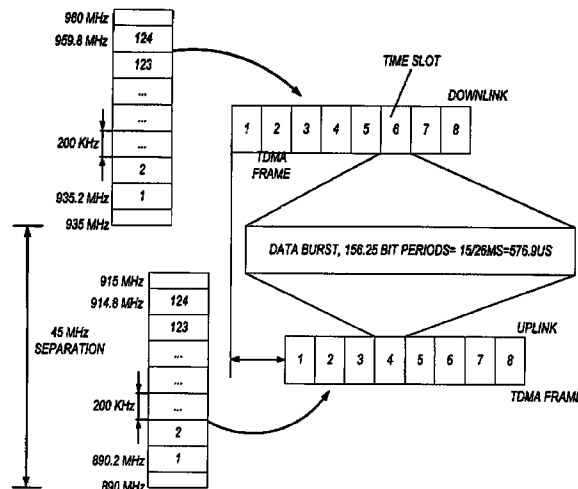 960 MHz
959.8 MHz
124
123
...
...
200 KHz
...
2
935.2 MHz
1
935 MHz
TIME SLOT
DOWNLINK
1 2 3 4 5 6 7 8
TDMA
FRAME
DATA BURST, 156.25 BIT PERIODS= 15/26MS=576.9US
45 MHz
SEPARATION
915 MHz
914.8 MHz
124
123
...
...
200 KHz
...
2
890.2 MHz
1
890 MHz
UPLINK
1 2 3 4 5 6 7 8
TDMA FRAME